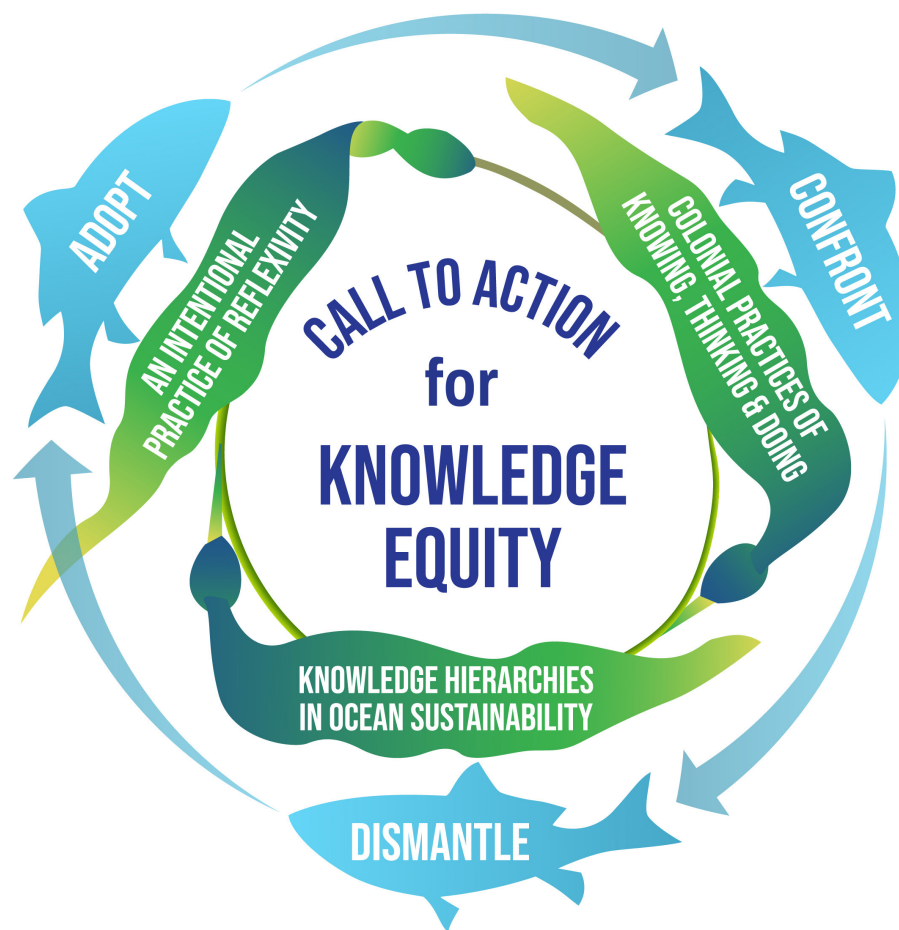 CALL TO ACTION
for
KNOWLEDGE
EQUITY
ADOPT
AN INTENTIONAL
PRACTICE OF REFLEXIVITY
CONFRONT
COLONIAL PRACTICES OF
KNOWING, THINKING & DOING
DISMANTLE
KNOWLEDGE HIERARCHIES
IN OCEAN SUSTAINABILITY